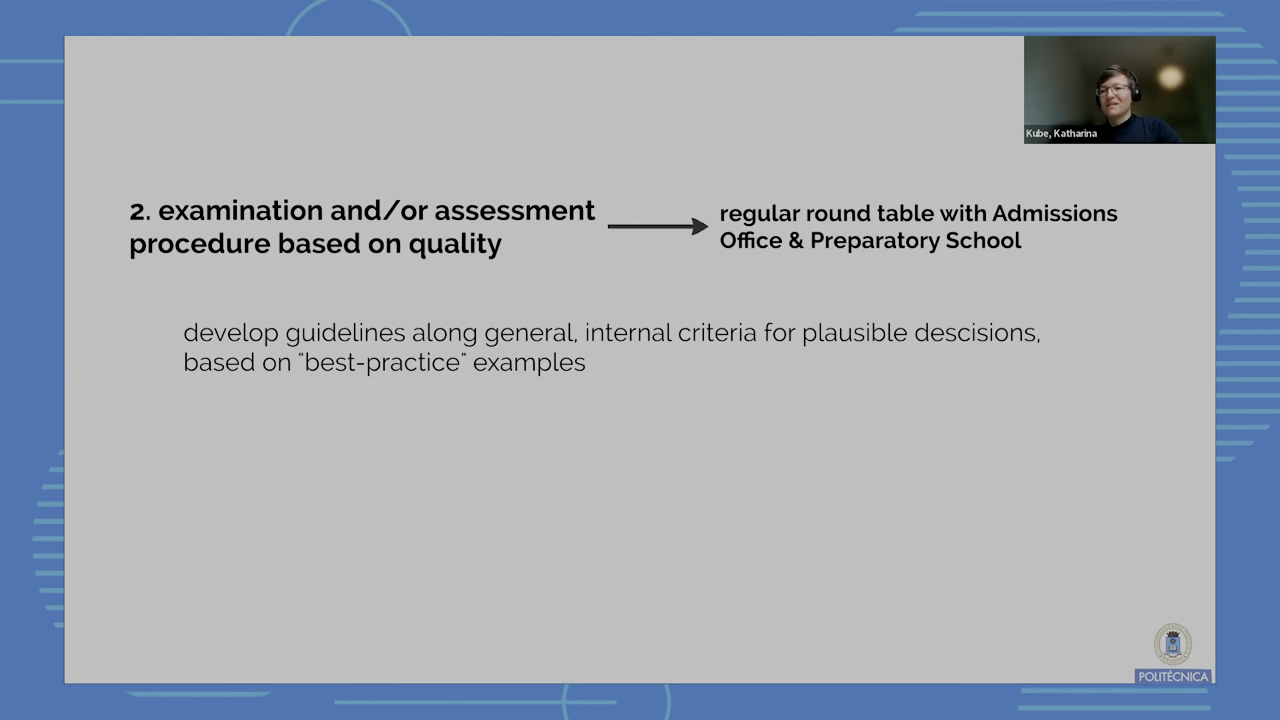 Kube, Katharina
2. examination and/or assessment
procedure based on quality
regular round table with Admissions
Office & Preparatory School
develop guidelines along general, internal criteria for plausible descisions,
based on "best-practice" examples
POLITÉCNICA